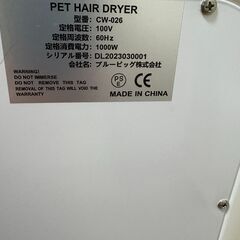 PET HAIR DRYER
型番: CW-026
定格電圧: 100V
定格周波数: 60Hz
定格消費電力: 1000W
シリアル番号: DL2023030001
会社名: ブルービッグ株式会社
WARNING!
DO NOT IMMERSE
DO NOT REMOVE THIS TAG
REMOVAL OF THIS TAG WILL VOID THE
WARRANTY
PS
E
MADE IN CHINA